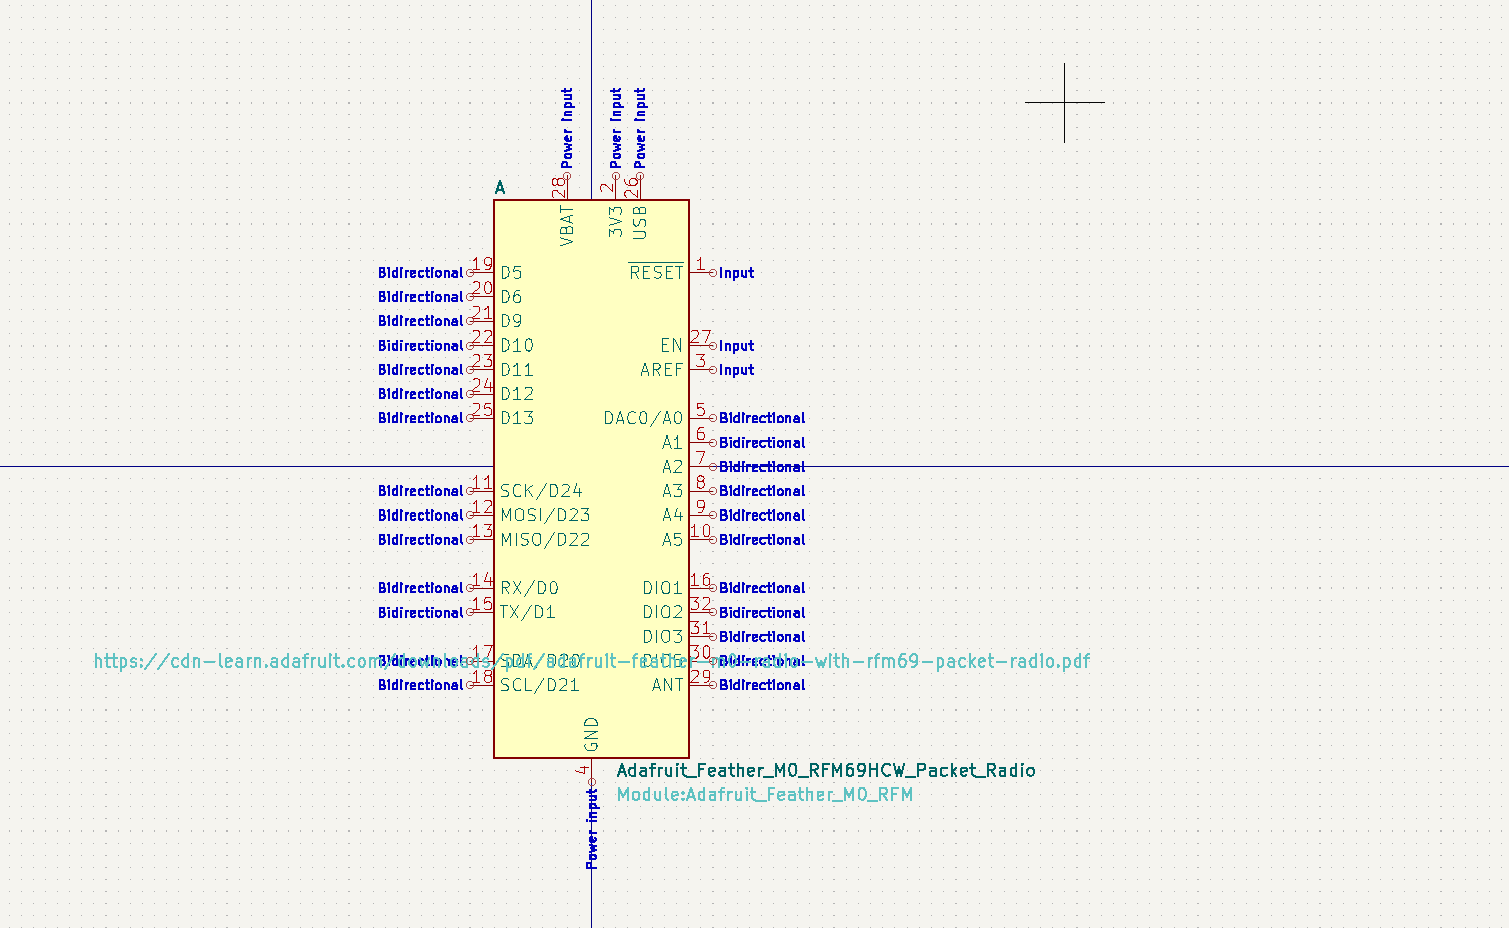 Power Input Power Input Power Input
A 28 2 26
VBAT 3V3 USB
Bidirectional 19 D5 RESET 1 Input
Bidirectional 20 D6
Bidirectional 21 D9
Bidirectional 22 D10 EN 27 Input
Bidirectional 23 D11 AREF 3 Input
Bidirectional 24 D12
Bidirectional 25 D13 DAC0/A0 5 Bidirectional
A1 6 Bidirectional
A2 7 Bidirectional
Bidirectional 11 SCK/D24 A3 8 Bidirectional
Bidirectional 12 MOSI/D23 A4 9 Bidirectional
Bidirectional 13 MISO/D22 A5 10 Bidirectional
Bidirectional 14 RX/D0 DIO1 16 Bidirectional
Bidirectional 15 TX/D1 DIO2 32 Bidirectional
DIO3 31 Bidirectional
Bidirectional 17 SDA/D20 DIO5 30 Bidirectional
https://cdn-learn.adafruit.com/downloads/pdf/adafruit-feather-m0-radio-with-rfm69-packet-radio.pdf
Bidirectional 18 SCL/D21 ANT 29 Bidirectional
GND
4 Adafruit_Feather_M0_RFM69HCW_Packet_Radio
Module:Adafruit_Feather_M0_RFM
Power Input